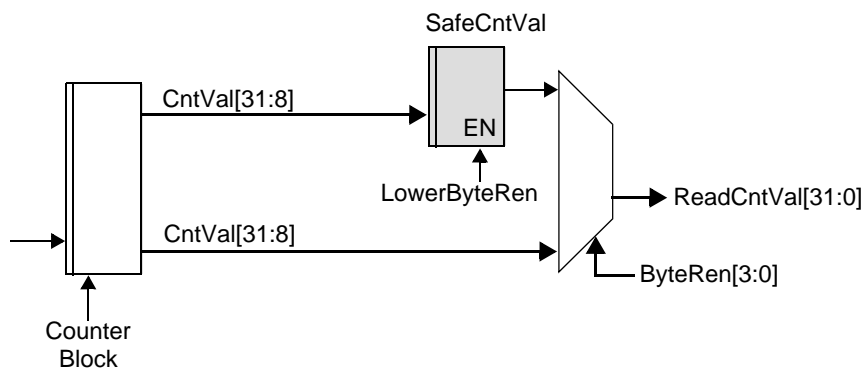 SafeCntVal
CntVal[31:8]
EN
LowerByteRen
ReadCntVal[31:0]
CntVal[31:8]
ByteRen[3:0]
Counter
Block